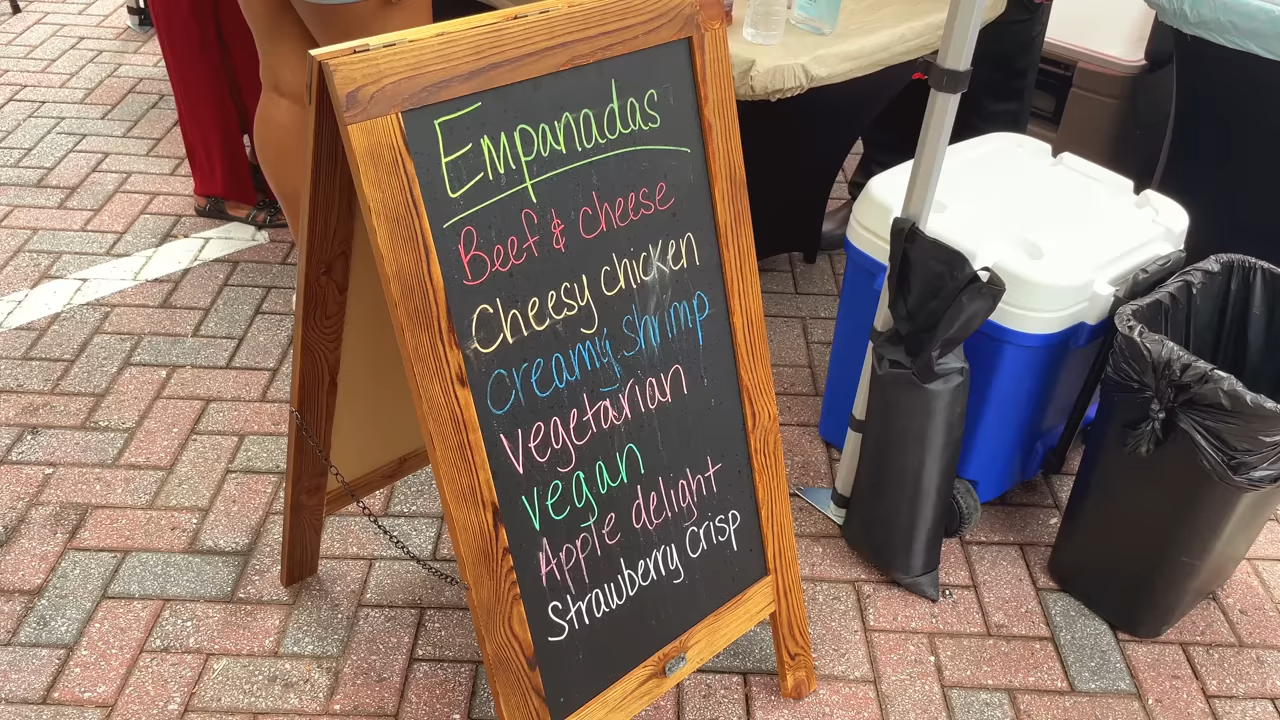 Empanadas
Beef & cheese
Cheesy chicken
creamy shrimp
vegetarian
vegan
Apple delight
Strawberry crisp